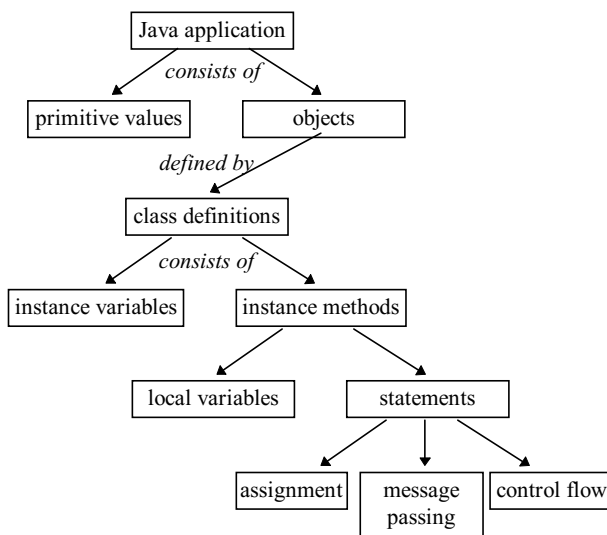 Java application
consists of
primitive values
objects
defined by
class definitions
consists of
instance variables
instance methods
local variables
statements
assignment
message
passing
control flow